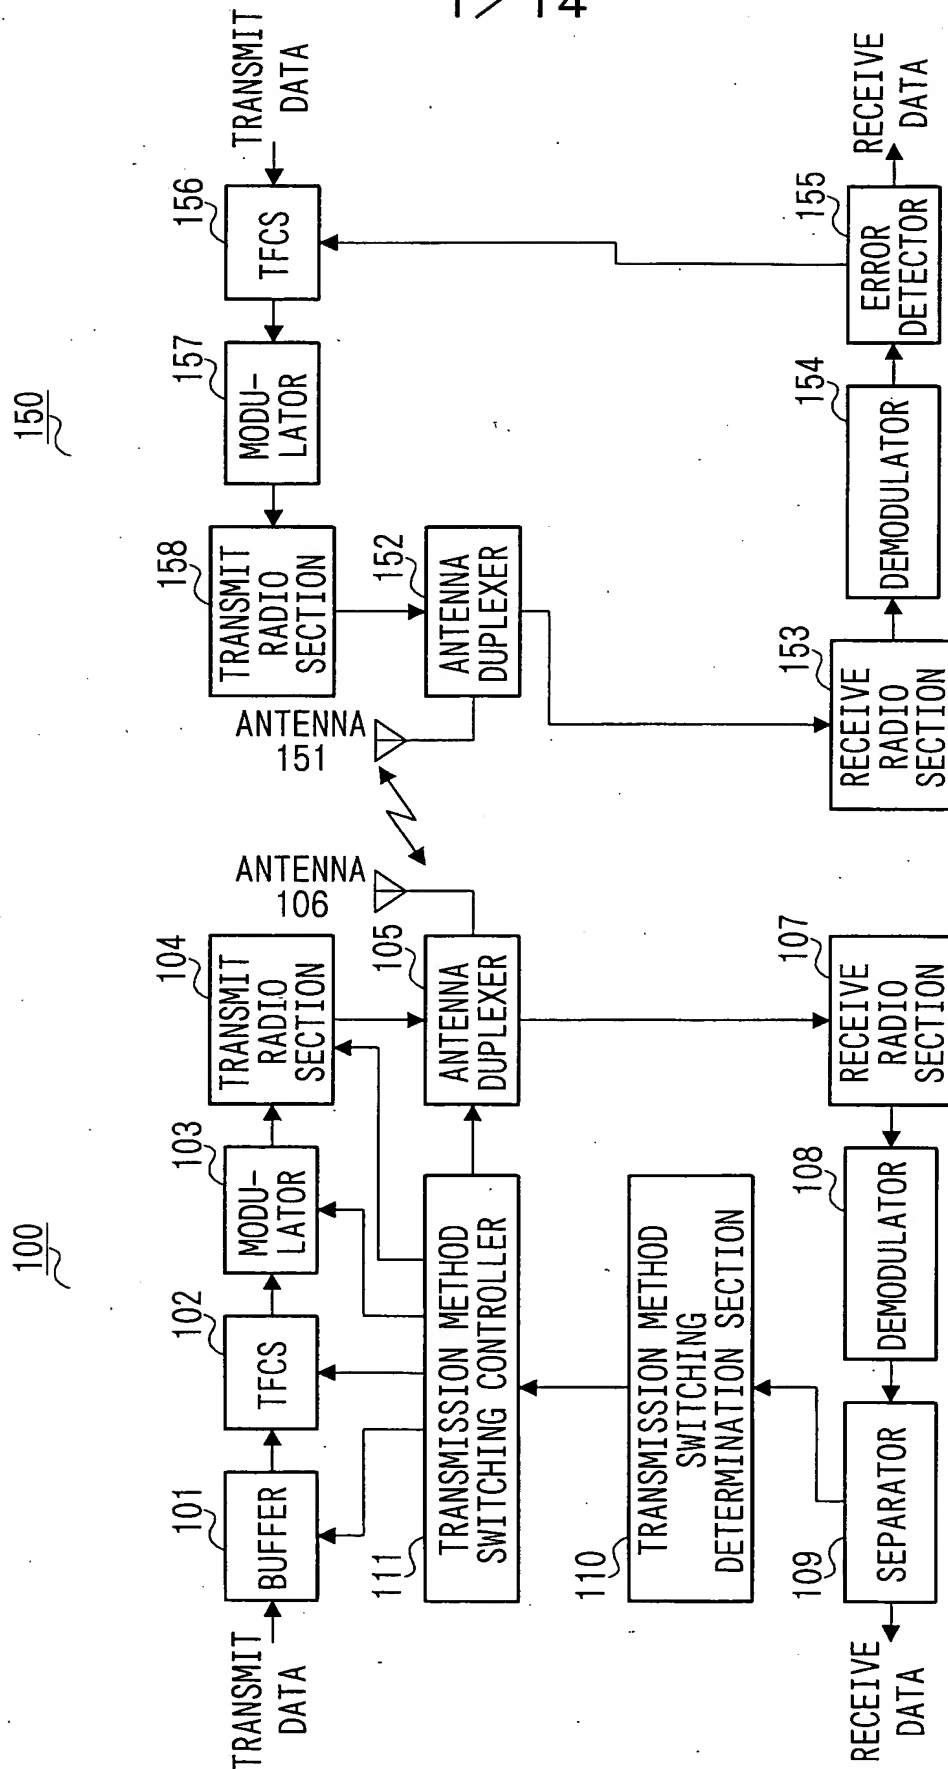 1/14
100
150
TRANSMIT
DATA
101
BUFFER
102
TFCS
103
MODU-
LATOR
104
TRANSMIT
RADIO
SECTION
ANTENNA
106
105
ANTENNA
DUPLEXER
111
TRANSMISSION METHOD
SWITCHING CONTROLLER
110
TRANSMISSION METHOD
SWITCHING
DETERMINATION SECTION
RECEIVE
DATA
109
SEPARATOR
108
DEMODULATOR
107
RECEIVE
RADIO
SECTION
ANTENNA
151
158
TRANSMIT
RADIO
SECTION
157
MODU-
LATOR
156
TFCS
TRANSMIT
DATA
152
ANTENNA
DUPLEXER
153
RECEIVE
RADIO
SECTION
154
DEMODULATOR
155
ERROR
DETECTOR
RECEIVE
DATA